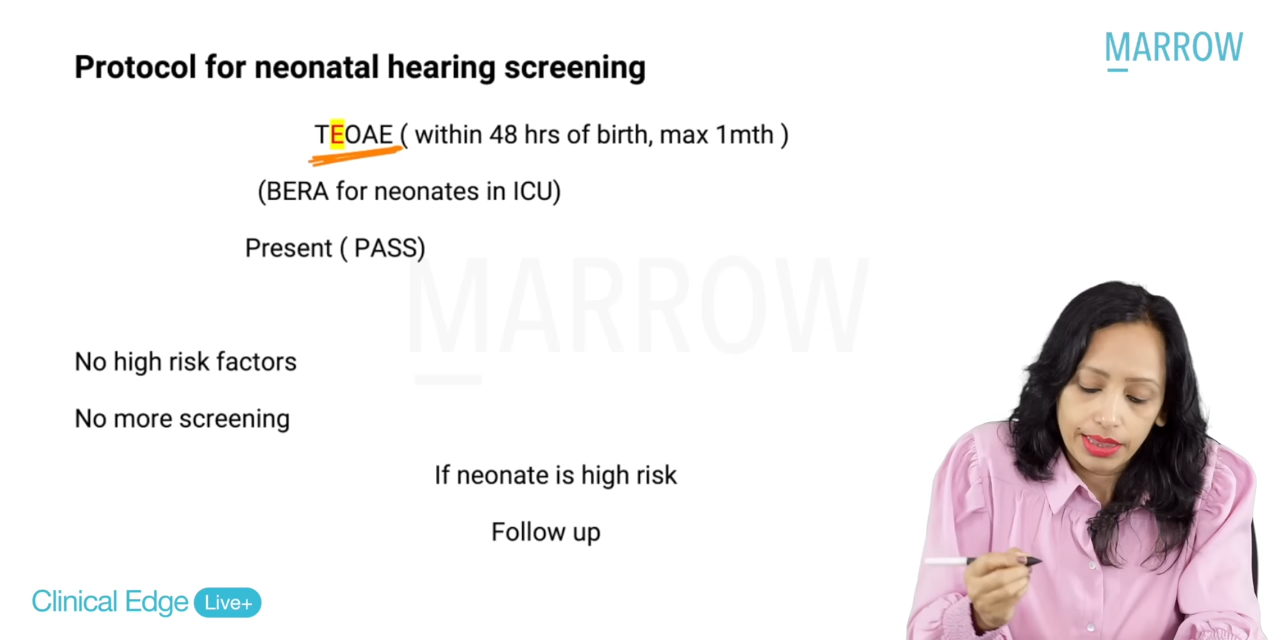 MARROW
Protocol for neonatal hearing screening
TEOAE ( within 48 hrs of birth, max 1mth )
(BERA for neonates in ICU)
Present ( PASS)
MARROW
No high risk factors
No more screening
If neonate is high risk
Follow up
Clinical Edge Live+